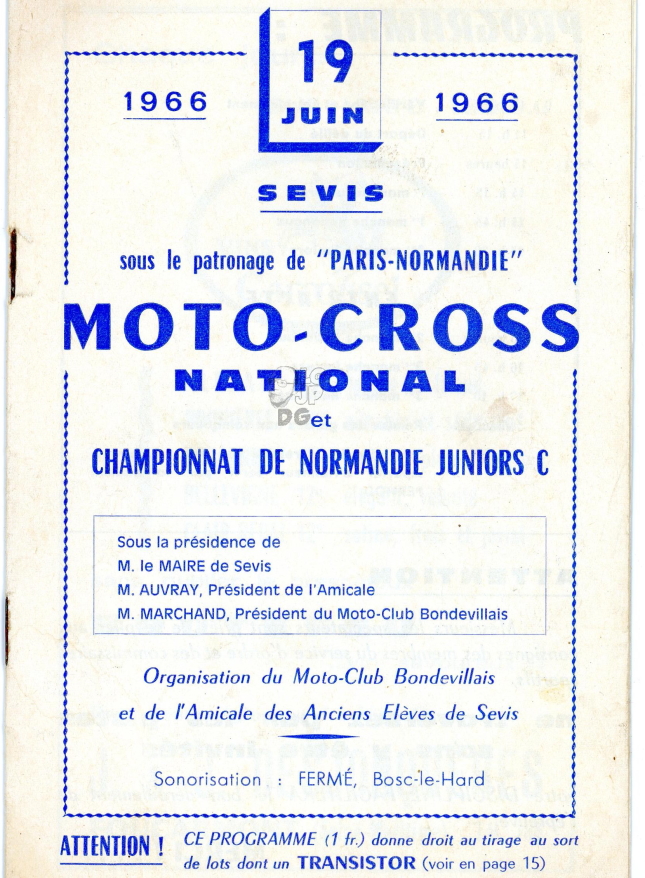 19
JUIN
1966 1966
SEVIS
sous le patronage de "PARIS-NORMANDIE"
MOTO-CROSS
NATIONAL
et
CHAMPIONNAT DE NORMANDIE JUNIORS C
Sous la présidence de
M. le MAIRE de Sevis
M. AUVRAY, Président de l'Amicale
M. MARCHAND, Président du Moto-Club Bondevillais
Organisation du Moto-Club Bondevillais
et de l'Amicale des Anciens Elèves de Sevis
Sonorisation : FERMÉ, Bosc-le-Hard
ATTENTION ! CE PROGRAMME (1 fr.) donne droit au tirage au sort
de lots dont un TRANSISTOR (voir en page 15)